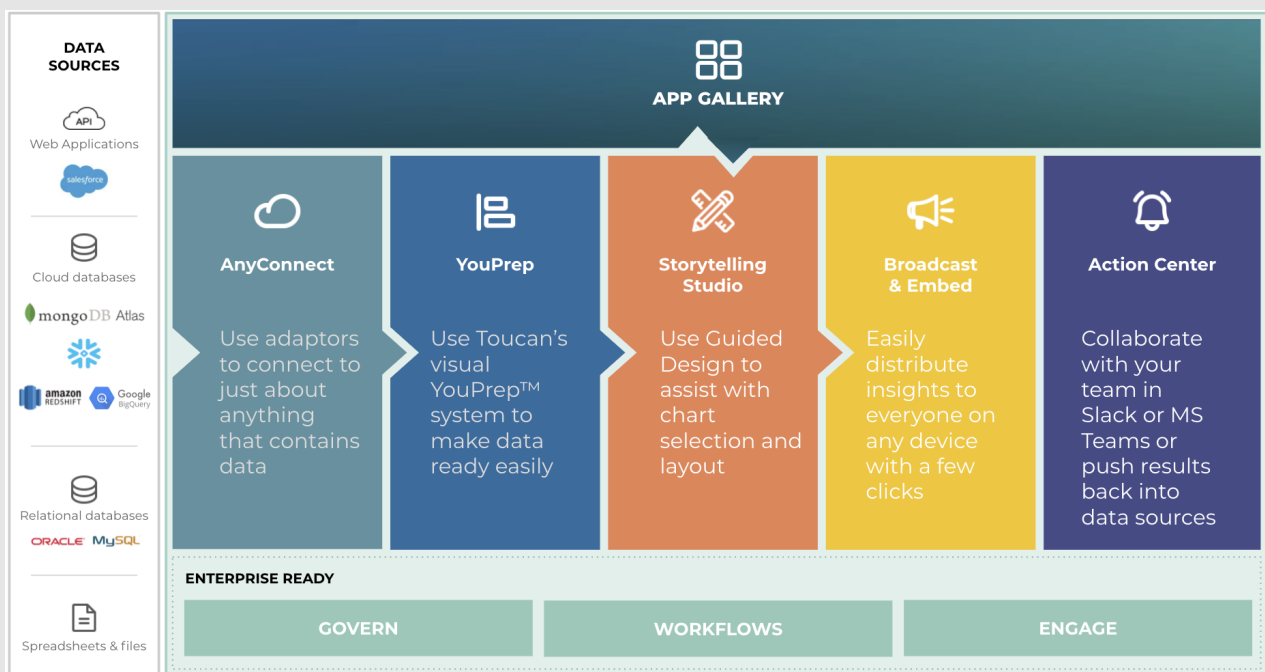 DATA
SOURCES
API
Web Applications
salesforce
Cloud databases
mongoDB Atlas
amazon
REDSHIFT
Google
BigQuery
Relational databases
ORACLE MySQL
Spreadsheets & files
APP GALLERY
AnyConnect
Use adaptors
to connect to
just about
anything
that contains
data
YouPrep
Use Toucan’s
visual
YouPrep™
system to
make data
ready easily
Storytelling
Studio
Use Guided
Design to
assist with
chart
selection and
layout
Broadcast
& Embed
Easily
distribute
insights to
everyone on
any device
with a few
clicks
Action Center
Collaborate
with your
team in
Slack or MS
Teams or
push results
back into
data sources
ENTERPRISE READY
GOVERN
WORKFLOWS
ENGAGE